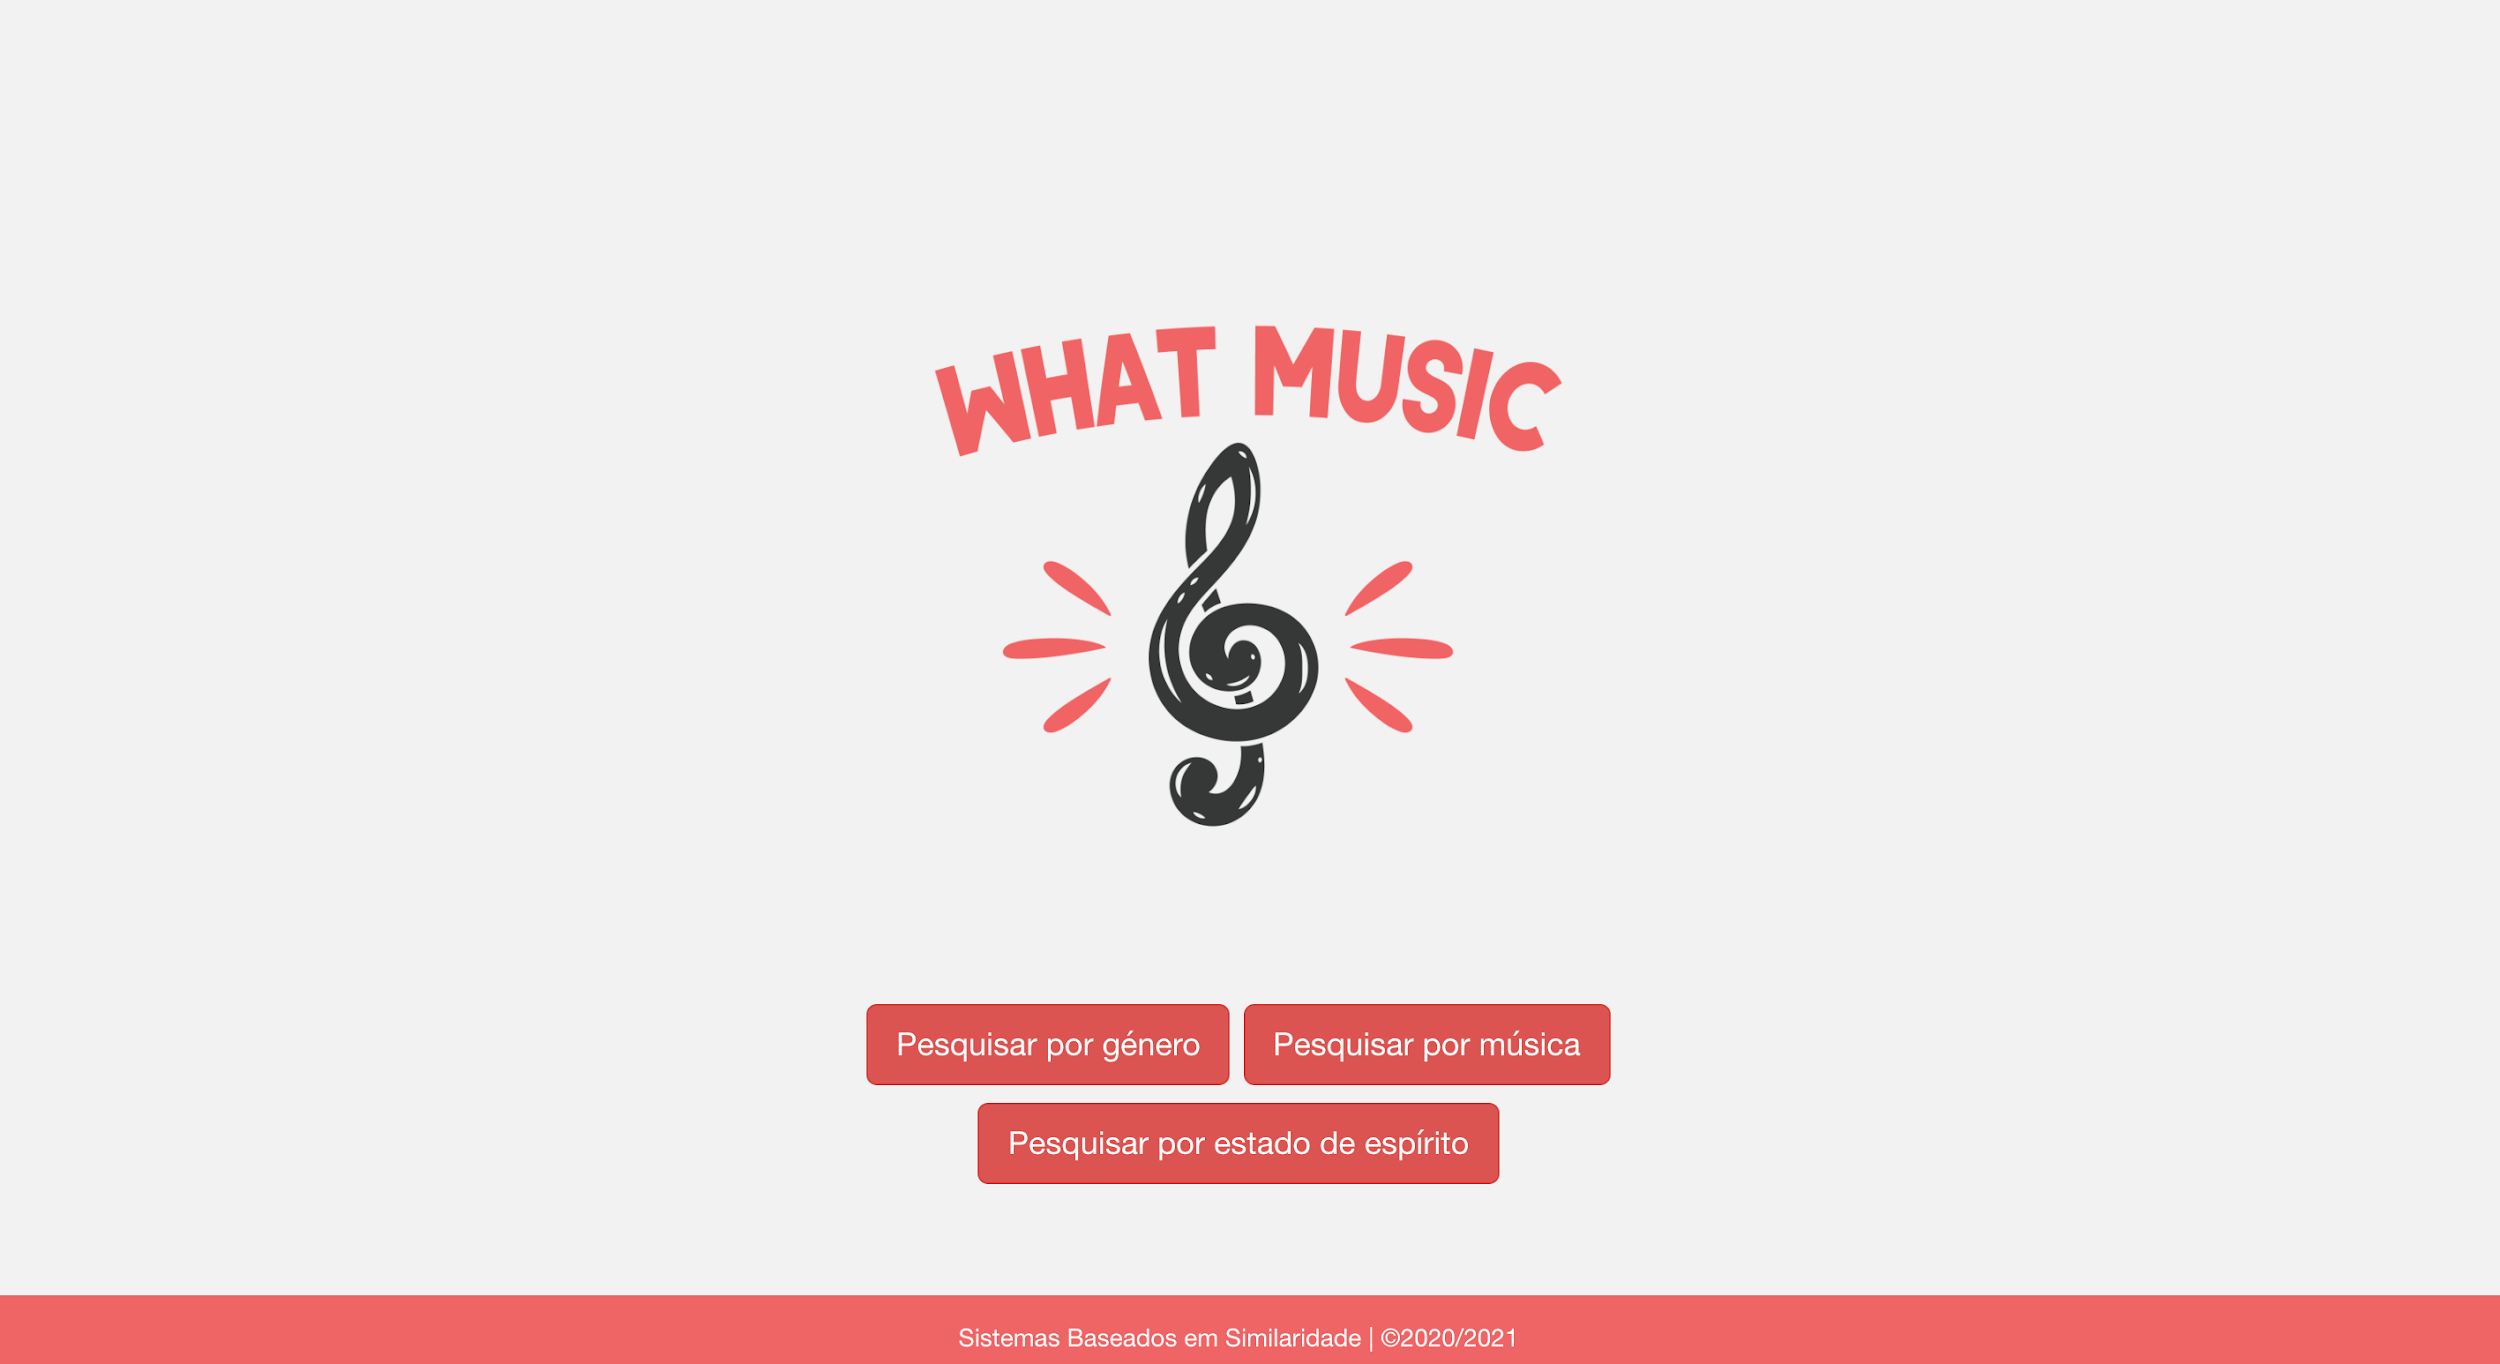 WHAT MUSIC
Pesquisar por género
Pesquisar por música
Pesquisar por estado de espírito
Sistemas Baseados em Similaridade | ©2020/2021